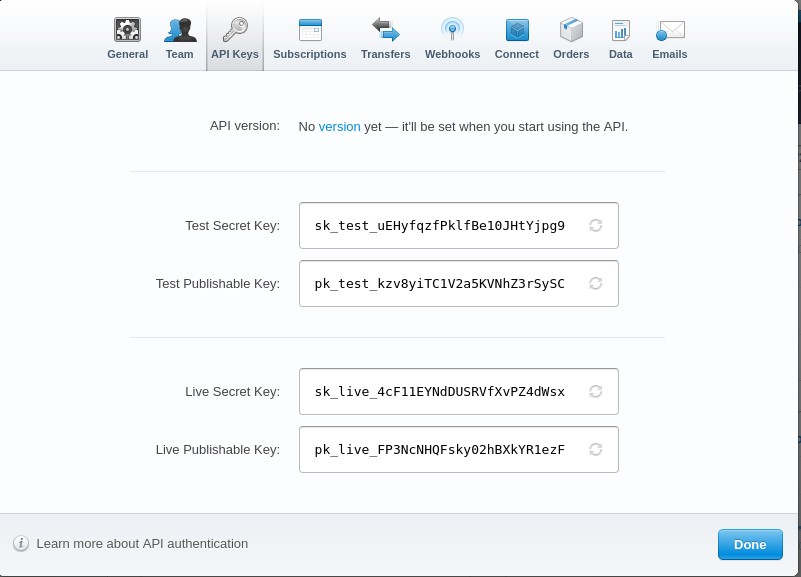 General Team API Keys Subscriptions Transfers Webhooks Connect Orders Data Emails
API version: No version yet — it'll be set when you start using the API.
Test Secret Key: sk_test_uEHyfqzfPklfBe10JHtYjpg9
Test Publishable Key: pk_test_kzv8yiTC1V2a5KVNhZ3rSySC
Live Secret Key: sk_live_4cF11EYNdDUSRVfXvPZ4dWsx
Live Publishable Key: pk_live_FP3NcNHQFsky02hBXkYR1ezF
Learn more about API authentication
Done